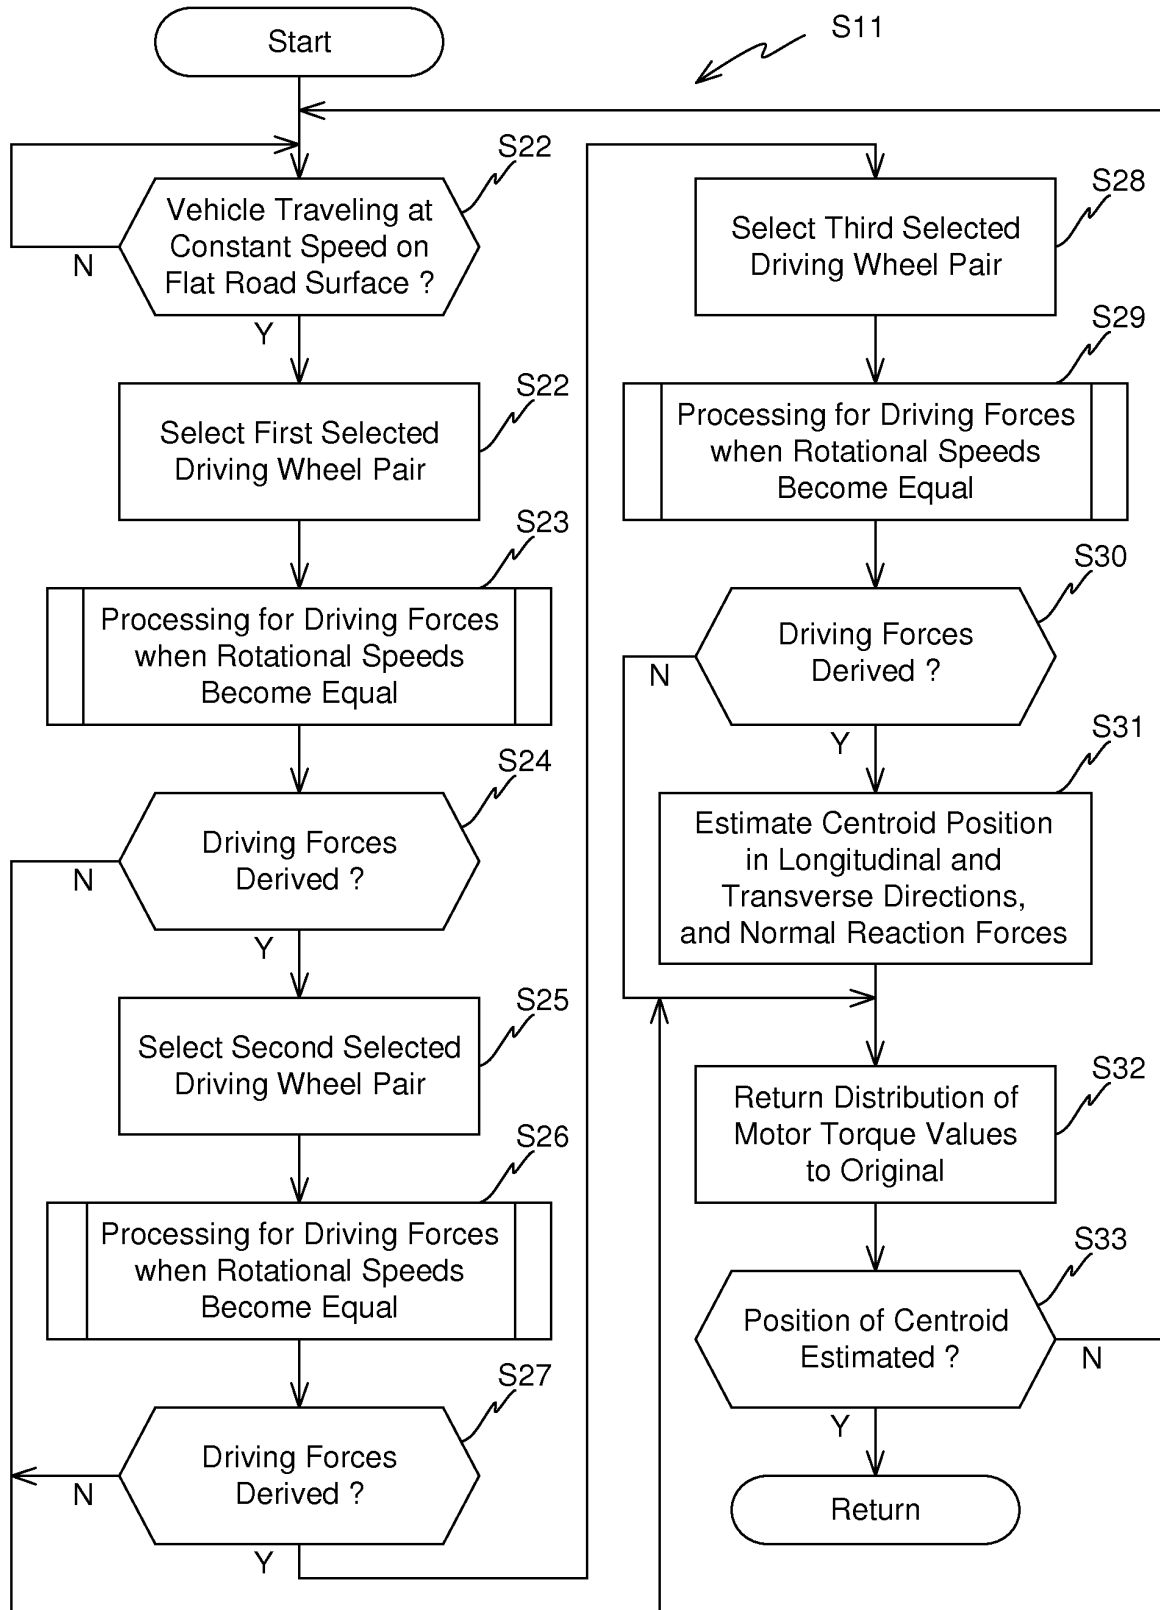 Start
S11
S22
Vehicle Traveling at
Constant Speed on
Flat Road Surface ?
N
Y
S22
Select First Selected
Driving Wheel Pair
S23
Processing for Driving Forces
when Rotational Speeds
Become Equal
S24
Driving Forces
Derived ?
N
Y
S25
Select Second Selected
Driving Wheel Pair
S26
Processing for Driving Forces
when Rotational Speeds
Become Equal
S27
Driving Forces
Derived ?
N
Y
S28
Select Third Selected
Driving Wheel Pair
S29
Processing for Driving Forces
when Rotational Speeds
Become Equal
S30
Driving Forces
Derived ?
N
Y
S31
Estimate Centroid Position
in Longitudinal and
Transverse Directions,
and Normal Reaction Forces
S32
Return Distribution of
Motor Torque Values
to Original
S33
Position of Centroid
Estimated ?
N
Y
Return